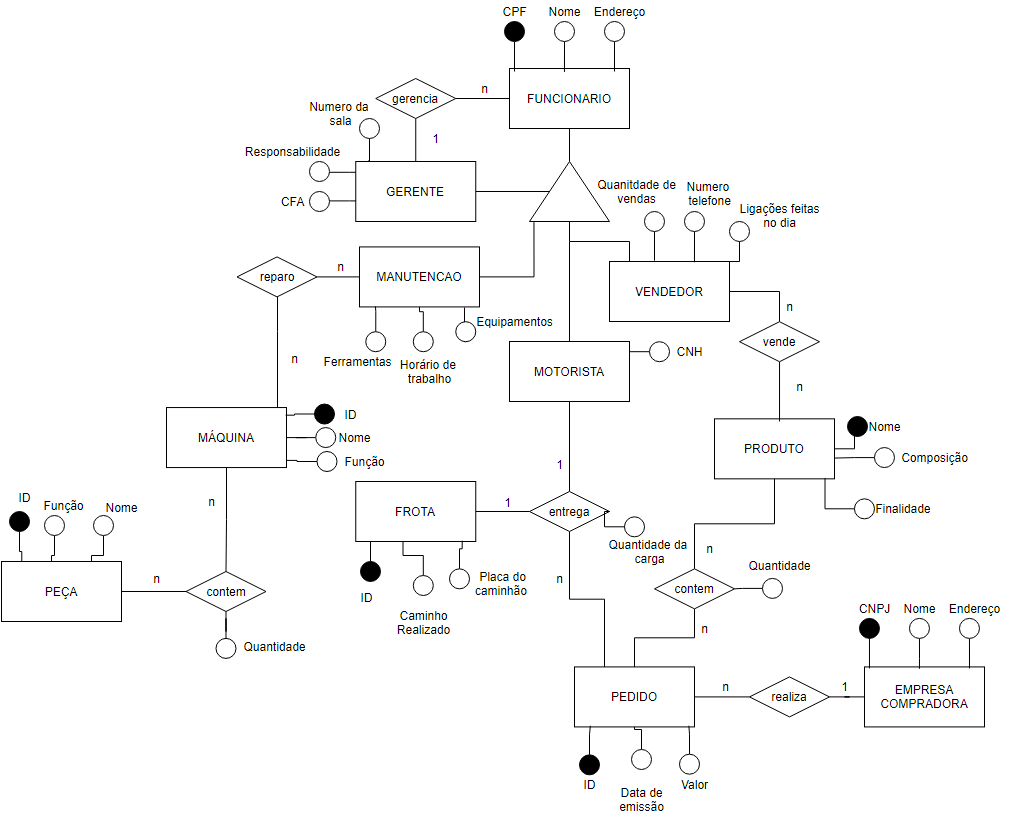 CPF
Nome
Endereço
FUNCIONARIO
gerencia
n
1
Numero da
sala
Responsabilidade
CFA
GERENTE
Quanitdade de
vendas
Numero
telefone
Ligações feitas
no dia
VENDEDOR
reparo
n
MANUTENCAO
Ferramentas
Horário de
trabalho
Equipamentos
n
vende
n
MOTORISTA
CNH
n
MÁQUINA
ID
Nome
Função
PRODUTO
Nome
Composição
Finalidade
1
n
ID
Função
Nome
PEÇA
n
contem
Quantidade
FROTA
1
entrega
Quantidade da
carga
ID
Caminho
Realizado
Placa do
caminhão
n
n
contem
Quantidade
n
CNPJ
Nome
Endereço
PEDIDO
n
realiza
1
EMPRESA
COMPRADORA
ID
Data de
emissão
Valor